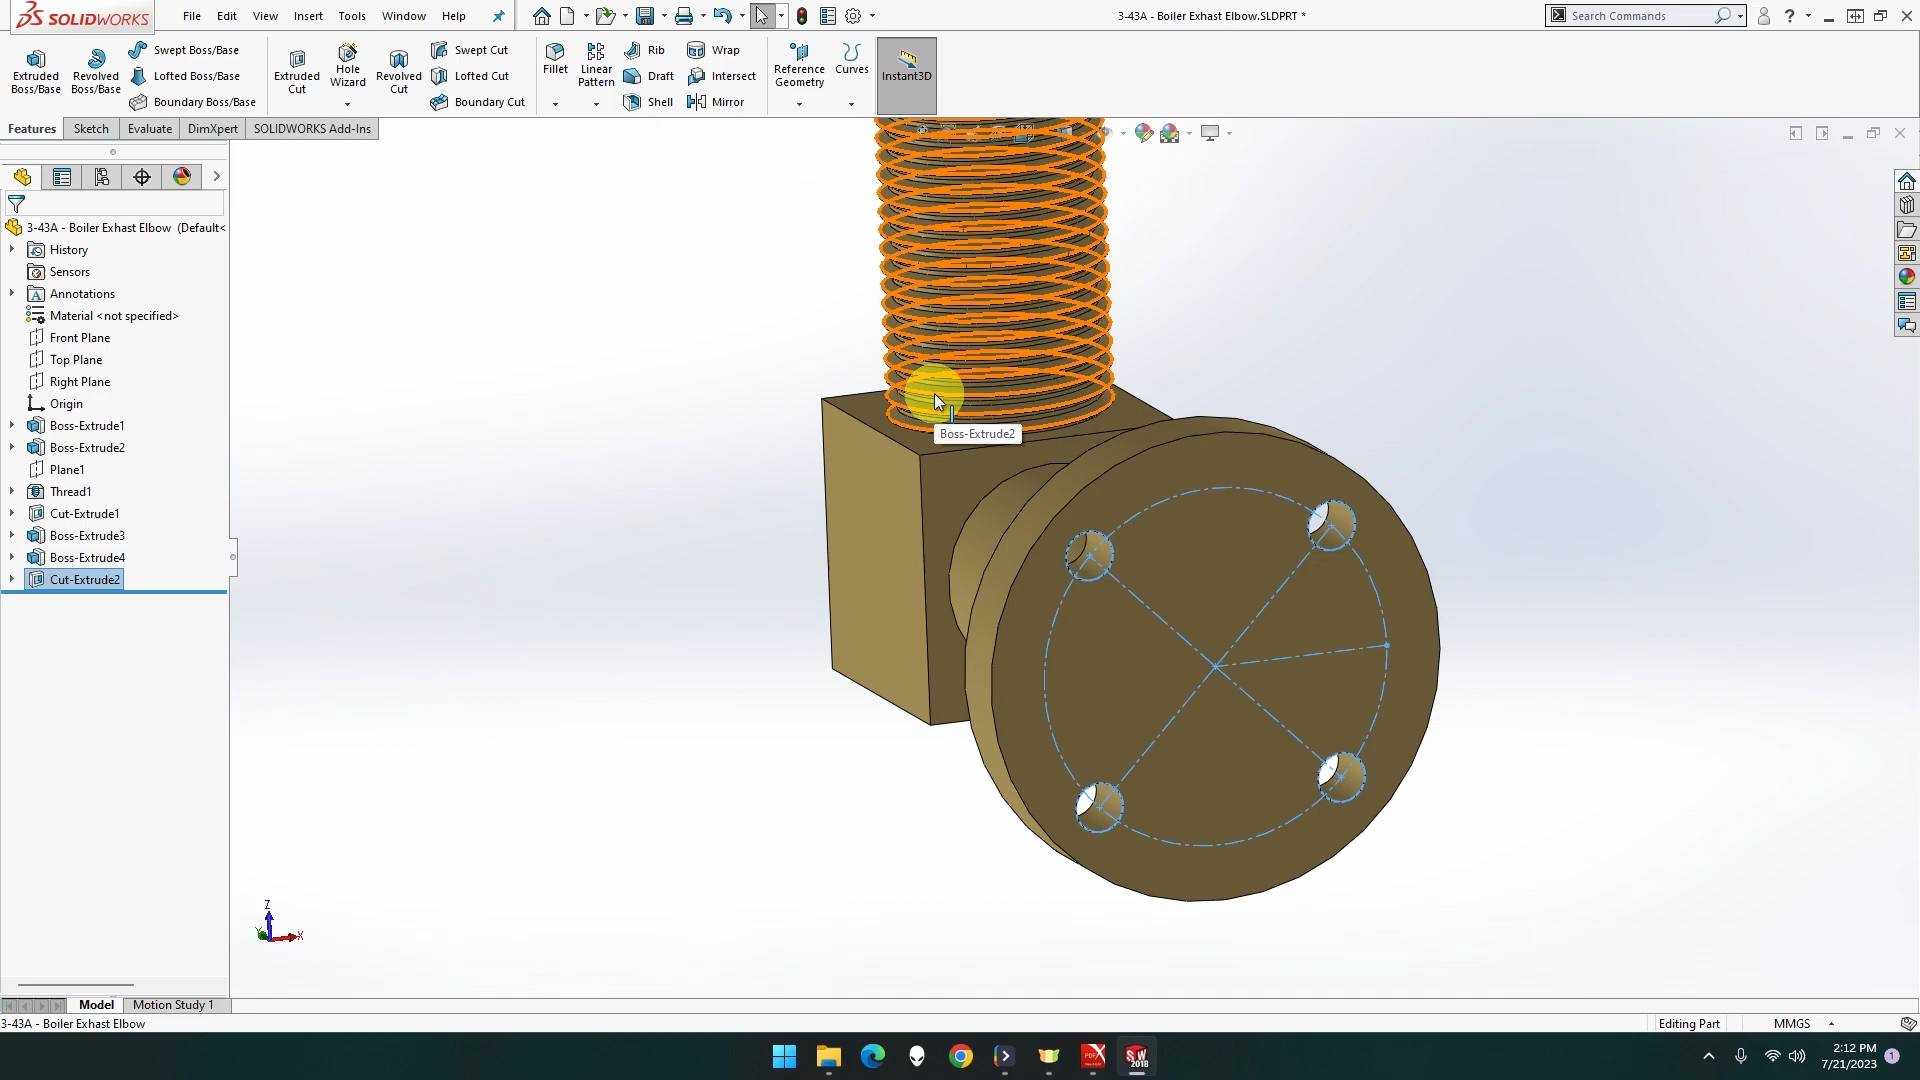 SOLIDWORKS
File Edit View Insert Tools Window Help
3-43A - Boiler Exhast Elbow.SLDPRT *
Search Commands
Extruded Boss/Base
Revolved Boss/Base
Swept Boss/Base
Lofted Boss/Base
Boundary Boss/Base
Extruded Cut
Hole Wizard
Revolved Cut
Swept Cut
Lofted Cut
Boundary Cut
Fillet
Linear Pattern
Rib
Draft
Shell
Wrap
Intersect
Mirror
Reference Geometry
Curves
Instant3D
Features Sketch Evaluate DimXpert SOLIDWORKS Add-Ins
3-43A - Boiler Exhast Elbow (Default<
History
Sensors
Annotations
Material <not specified>
Front Plane
Top Plane
Right Plane
Origin
Boss-Extrude1
Boss-Extrude2
Plane1
Thread1
Cut-Extrude1
Boss-Extrude3
Boss-Extrude4
Cut-Extrude2
Boss-Extrude2
Z
Y
X
Model Motion Study 1
3-43A - Boiler Exhast Elbow
Editing Part
MMGS
PDF
SW
2018
2:12 PM
7/21/2023
1